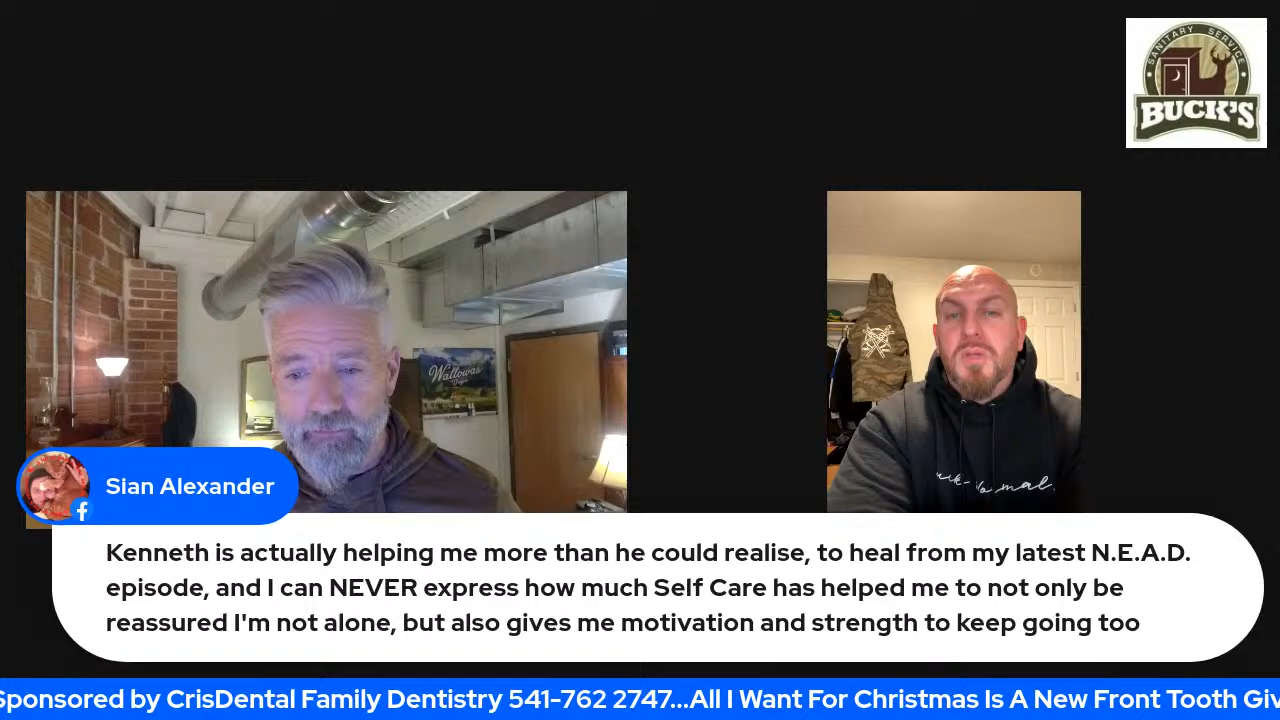 SANITARY SERVICE
BUCK'S
Wallowas
Sian Alexander
Kenneth is actually helping me more than he could realise, to heal from my latest N.E.A.D.
episode, and I can NEVER express how much Self Care has helped me to not only be
reassured I'm not alone, but also gives me motivation and strength to keep going too
Sponsored by CrisDental Family Dentistry 541-762 2747...All I Want For Christmas Is A New Front Tooth Giv